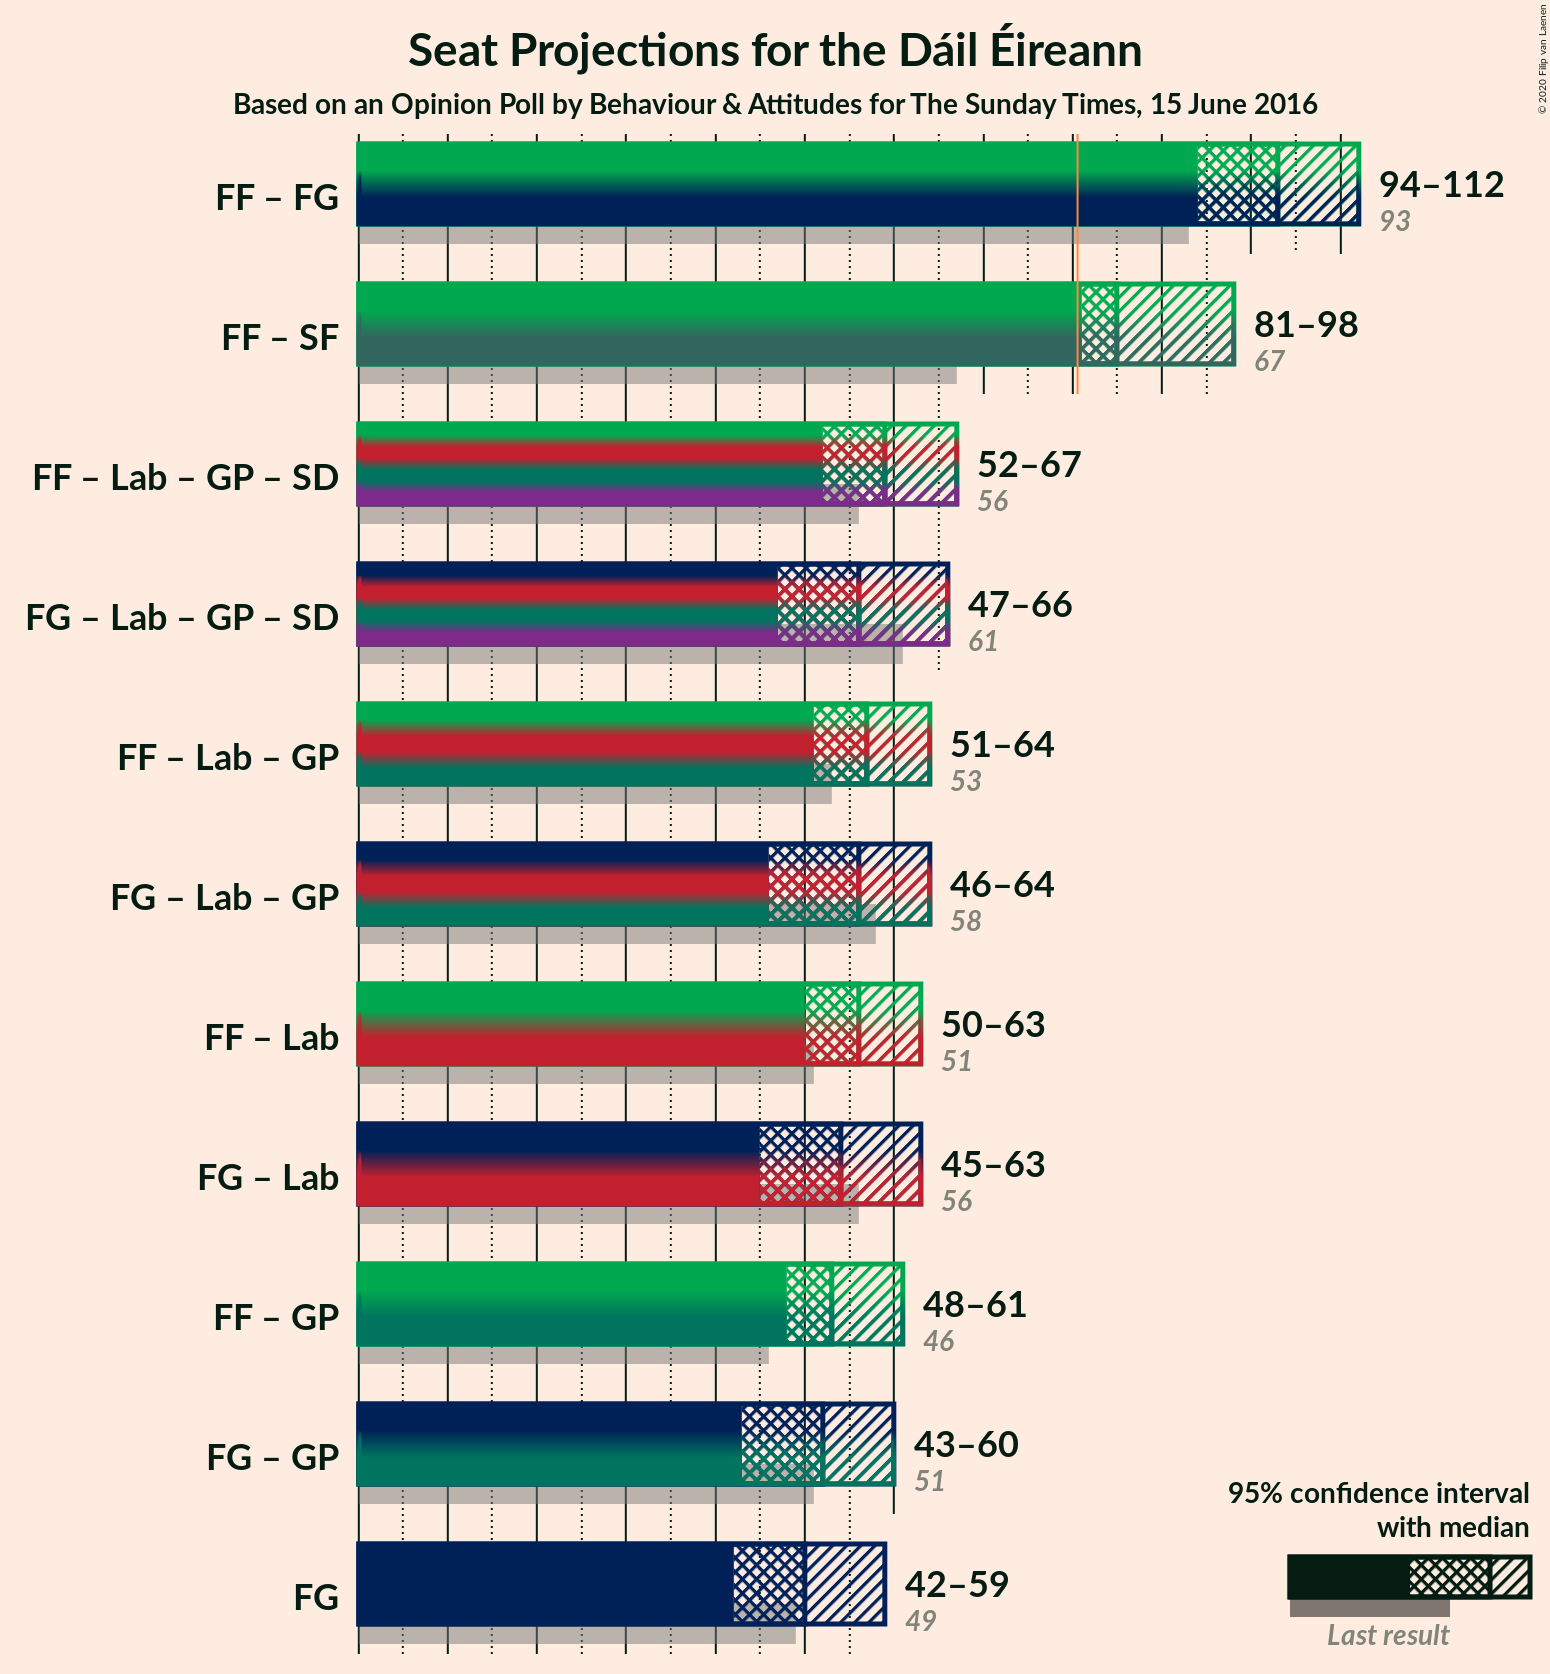 Seat Projections for the Dáil Éireann
Based on an Opinion Poll by Behaviour & Attitudes for The Sunday Times, 15 June 2016
© 2020 Filip van Laenen
FF – FG
94–112
93
FF – SF
81–98
67
FF – Lab – GP – SD
52–67
56
FG – Lab – GP – SD
47–66
61
FF – Lab – GP
51–64
53
FG – Lab – GP
46–64
58
FF – Lab
50–63
51
FG – Lab
45–63
56
FF – GP
48–61
46
FG – GP
43–60
51
FG
42–59
49
95% confidence interval
with median
Last result